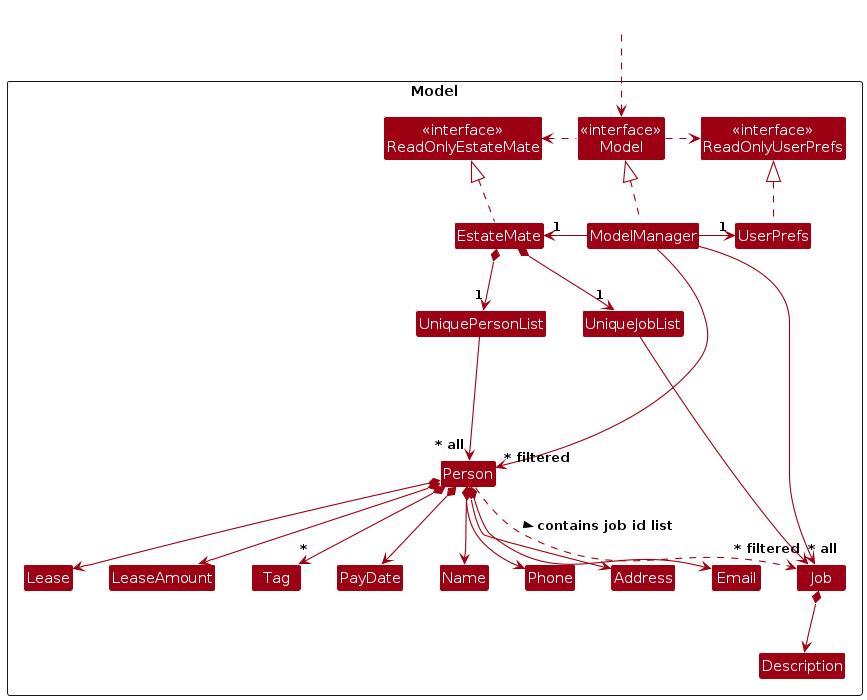 Model
«interface»
ReadOnlyEstateMate
«interface»
Model
«interface»
ReadOnlyUserPrefs
EstateMate
1
ModelManager
1
UserPrefs
1
1
UniquePersonList
UniqueJobList
* all
* filtered
Person
contains job id list
*
* filtered
* all
Lease
LeaseAmount
Tag
PayDate
Name
Phone
Address
Email
Job
Description